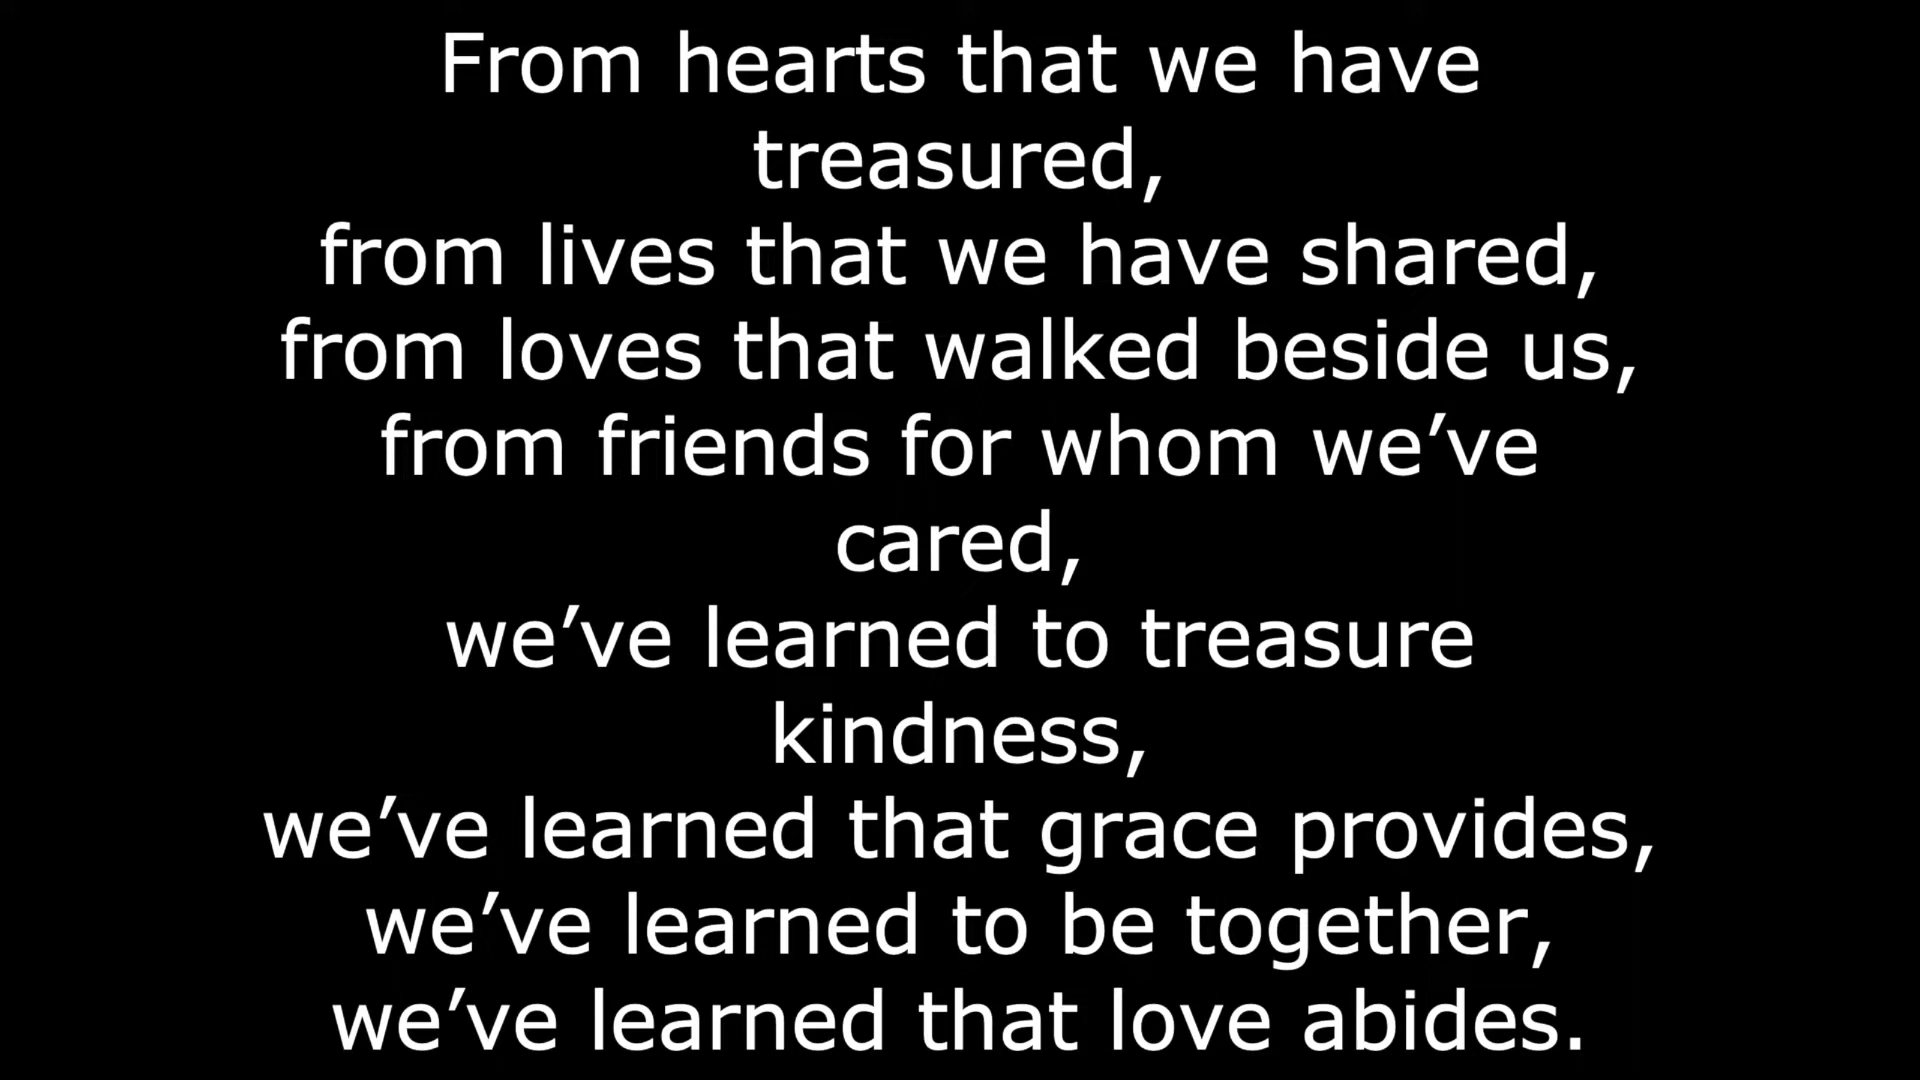 From hearts that we have
treasured,
from lives that we have shared,
from loves that walked beside us,
from friends for whom we’ve
cared,
we’ve learned to treasure
kindness,
we’ve learned that grace provides,
we’ve learned to be together,
we’ve learned that love abides.